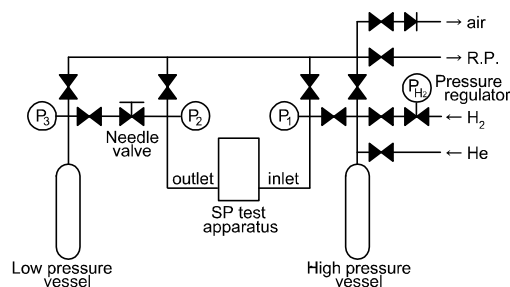 → air
→ R.P.
P_H2
Pressure
regulator
P3
P2
P1
← H2
Needle
valve
← He
outlet
inlet
SP test
apparatus
Low pressure
vessel
High pressure
vessel